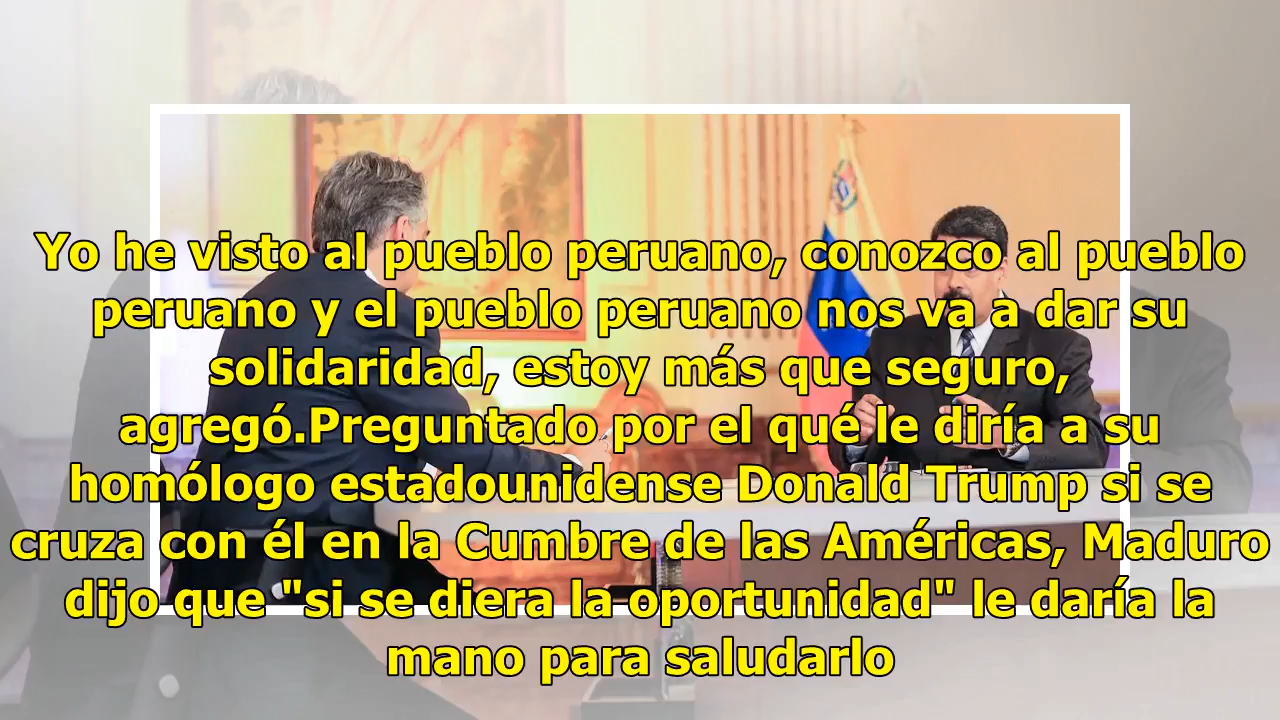 Yo he visto al pueblo peruano, conozco al pueblo
peruano y el pueblo peruano nos va a dar su
solidaridad, estoy más que seguro,
agregó.Preguntado por el qué le diría a su
homólogo estadounidense Donald Trump si se
cruza con él en la Cumbre de las Américas, Maduro
dijo que "si se diera la oportunidad" le daría la
mano para saludarlo